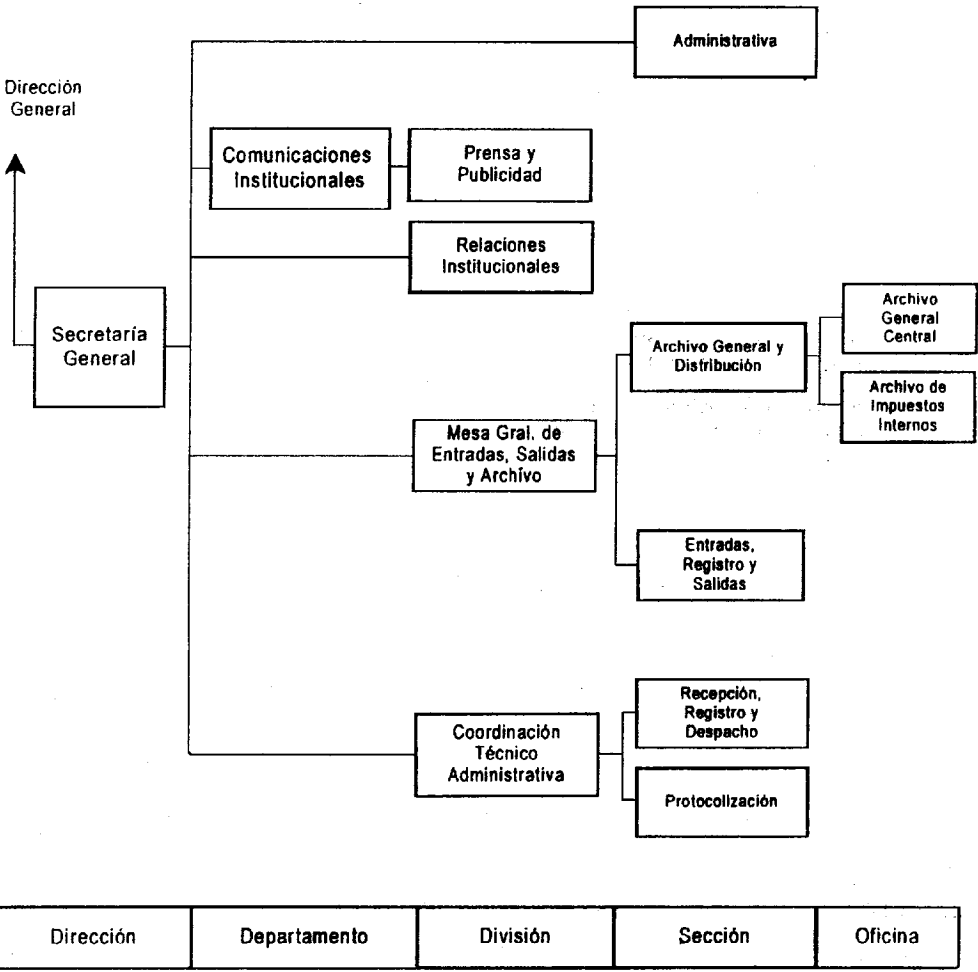 Administrativa
Dirección
General
Comunicaciones
Institucionales
Prensa y
Publicidad
Relaciones
Institucionales
Secretaría
General
Archivo General y
Distribución
Archivo
General
Central
Archivo de
Impuestos
Internos
Mesa Gral. de
Entradas, Salidas
y Archivo
Entradas,
Registro y
Salidas
Coordinación
Técnico
Administrativa
Recepción,
Registro y
Despacho
Protocolización
Dirección
Departamento
División
Sección
Oficina